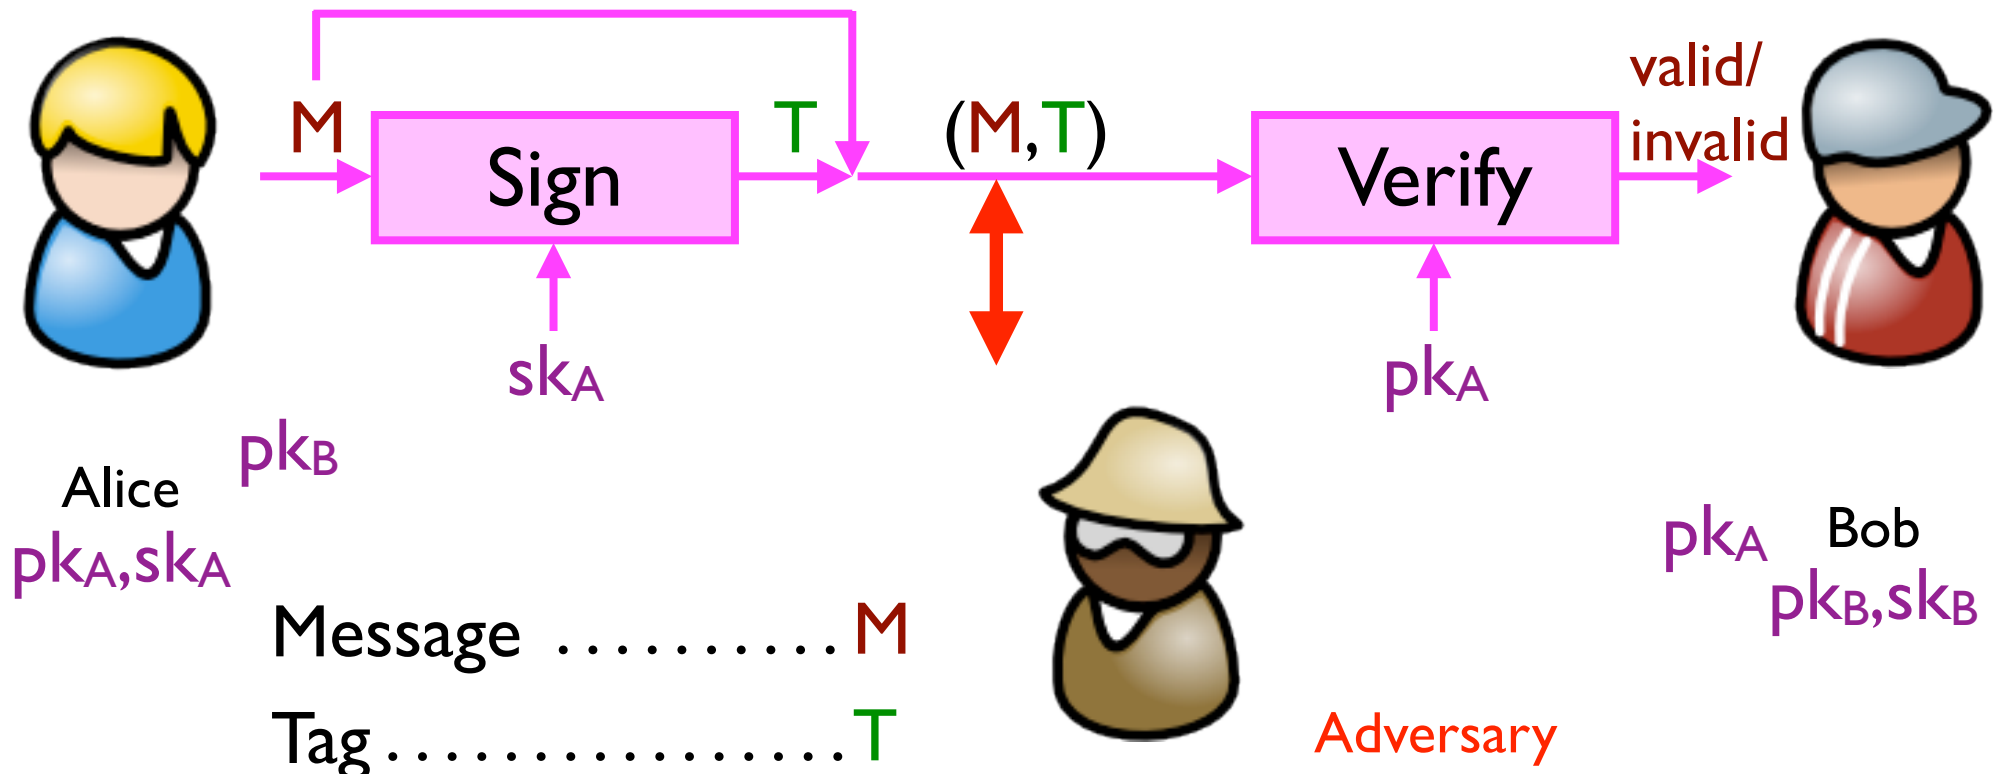 M
Sign
T
(M,T)
Verify
valid/
invalid
skA
pkA
pkB
Alice
pkA,skA
pkA
Bob
pkB,skB
Message ..........M
Tag................T
Adversary